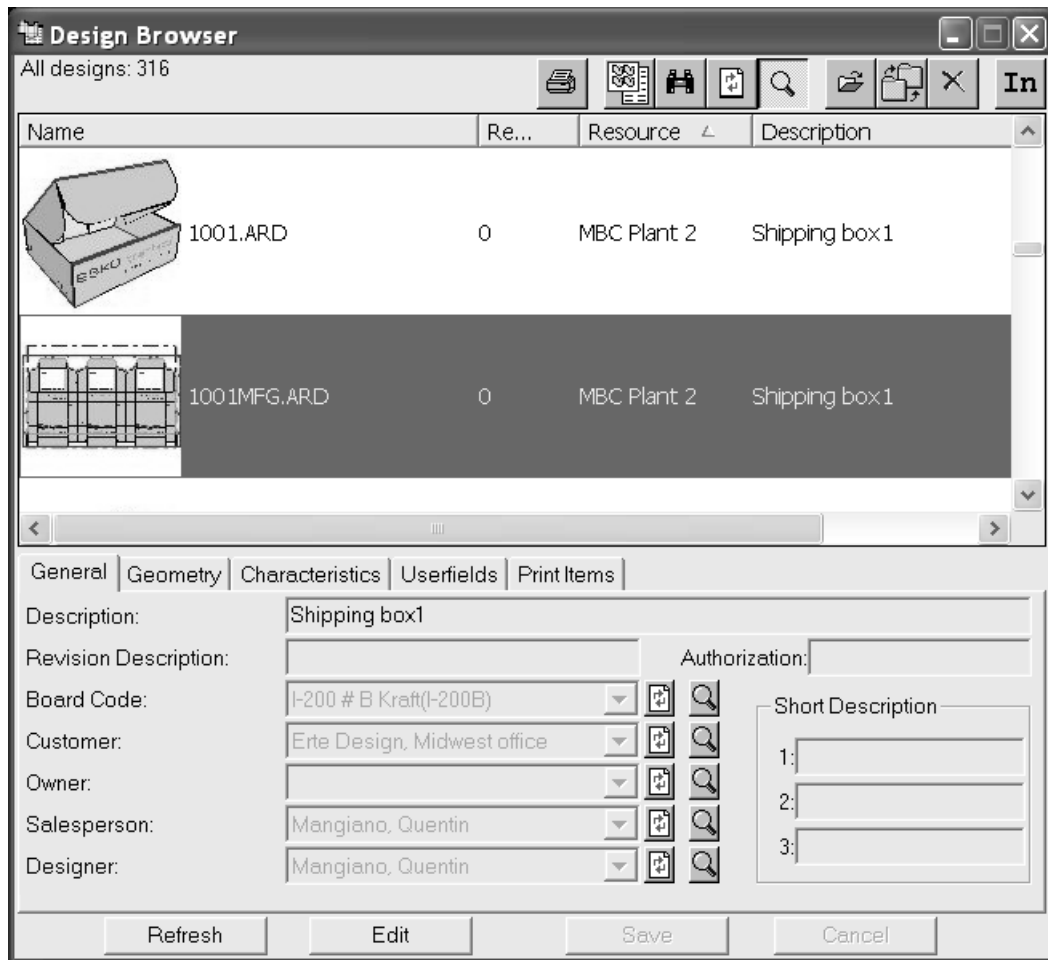 Design Browser
All designs: 316
In
Name Re... Resource Description
ESKO
1001.ARD 0 MBC Plant 2 Shipping box1
1001MFG.ARD 0 MBC Plant 2 Shipping box1
General Geometry Characteristics Userfields Print Items
Description: Shipping box1
Revision Description: Authorization:
Board Code: I-200 # B Kraft(I-200B)
Short Description
Customer: Erte Design, Midwest office
1:
Owner:
2:
Salesperson: Mangiano, Quentin
3:
Designer: Mangiano, Quentin
Refresh Edit Save Cancel